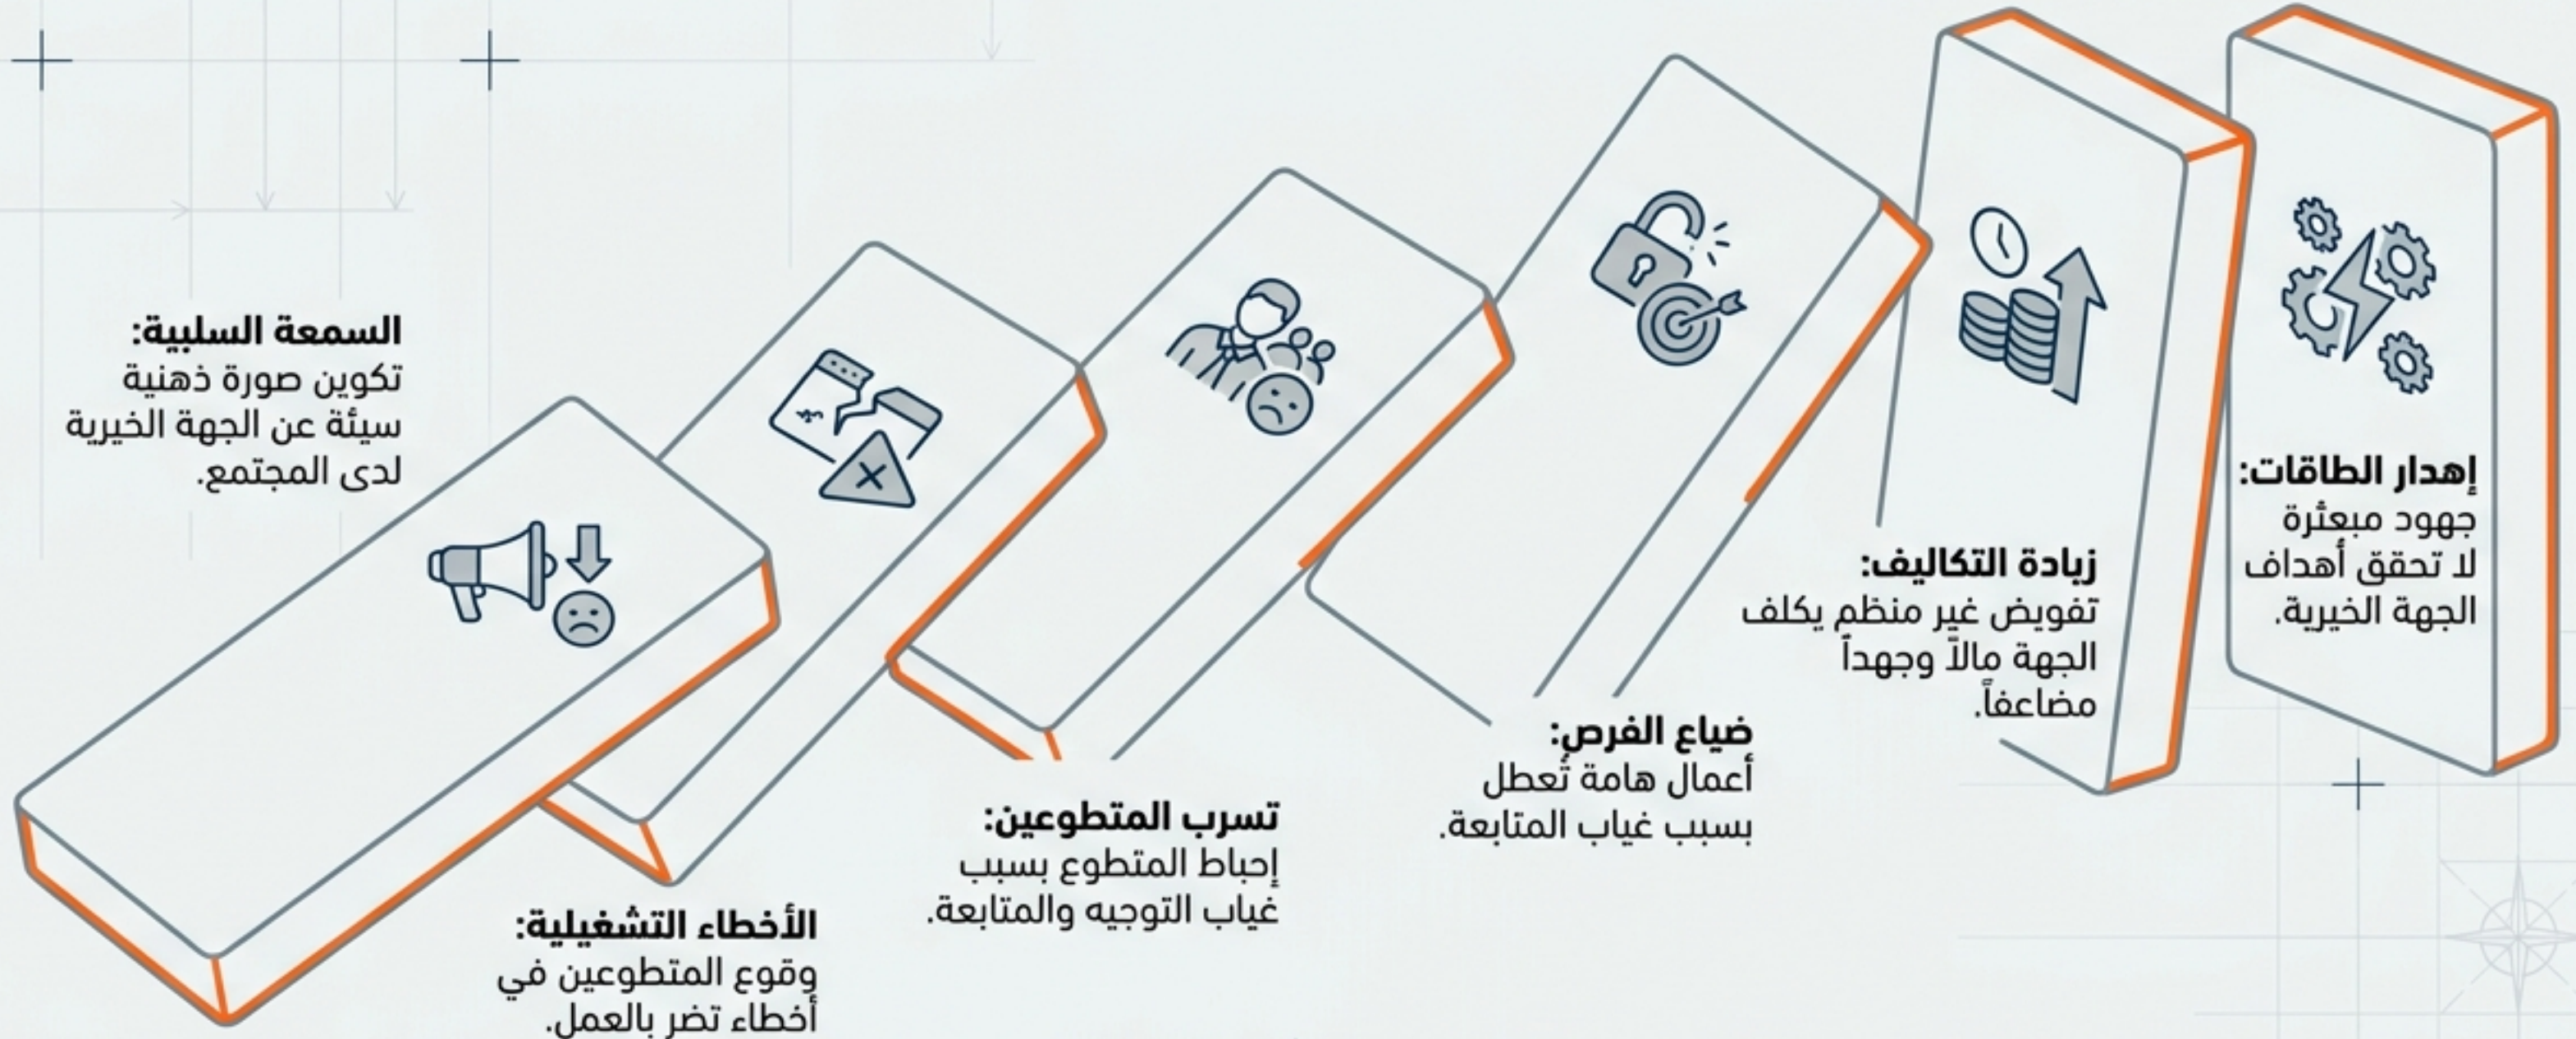 إهدار الطاقات:
جهود مبعثرة
لا تحقق أهداف
الجهة الخيرية.
زيادة التكاليف:
تفويض غير منظم يكلف
الجهة مالاً وجهداً
مضاعفاً.
ضياع الفرص:
أعمال هامة تُعطل
بسبب غياب المتابعة.
تسرب المتطوعين:
إحباط المتطوع بسبب
غياب التوجيه والمتابعة.
الأخطاء التشغيلية:
وقوع المتطوعين في
أخطاء تضر بالعمل.
السمعة السلبية:
تكوين صورة ذهنية
سيئة عن الجهة الخيرية
لدى المجتمع.